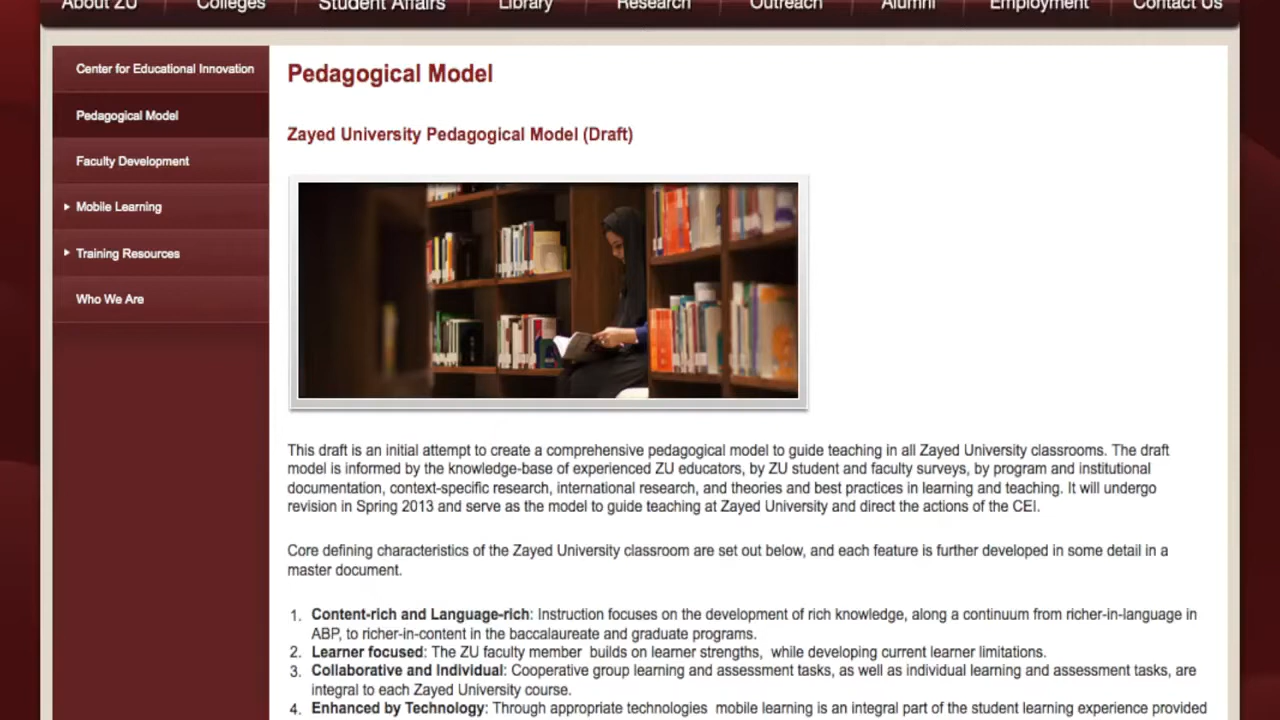 About ZU Colleges Student Affairs Library Research Outreach Alumni Employment Contact Us
Center for Educational Innovation
Pedagogical Model
Faculty Development
Mobile Learning
Training Resources
Who We Are
Pedagogical Model
Zayed University Pedagogical Model (Draft)
This draft is an initial attempt to create a comprehensive pedagogical model to guide teaching in all Zayed University classrooms. The draft
model is informed by the knowledge-base of experienced ZU educators, by ZU student and faculty surveys, by program and institutional
documentation, context-specific research, international research, and theories and best practices in learning and teaching. It will undergo
revision in Spring 2013 and serve as the model to guide teaching at Zayed University and direct the actions of the CEI.
Core defining characteristics of the Zayed University classroom are set out below, and each feature is further developed in some detail in a
master document.
1. Content-rich and Language-rich: Instruction focuses on the development of rich knowledge, along a continuum from richer-in-language in
ABP, to richer-in-content in the baccalaureate and graduate programs.
2. Learner focused: The ZU faculty member builds on learner strengths, while developing current learner limitations.
3. Collaborative and Individual: Cooperative group learning and assessment tasks, as well as individual learning and assessment tasks, are
integral to each Zayed University course.
4. Enhanced by Technology: Through appropriate technologies mobile learning is an integral part of the student learning experience provided